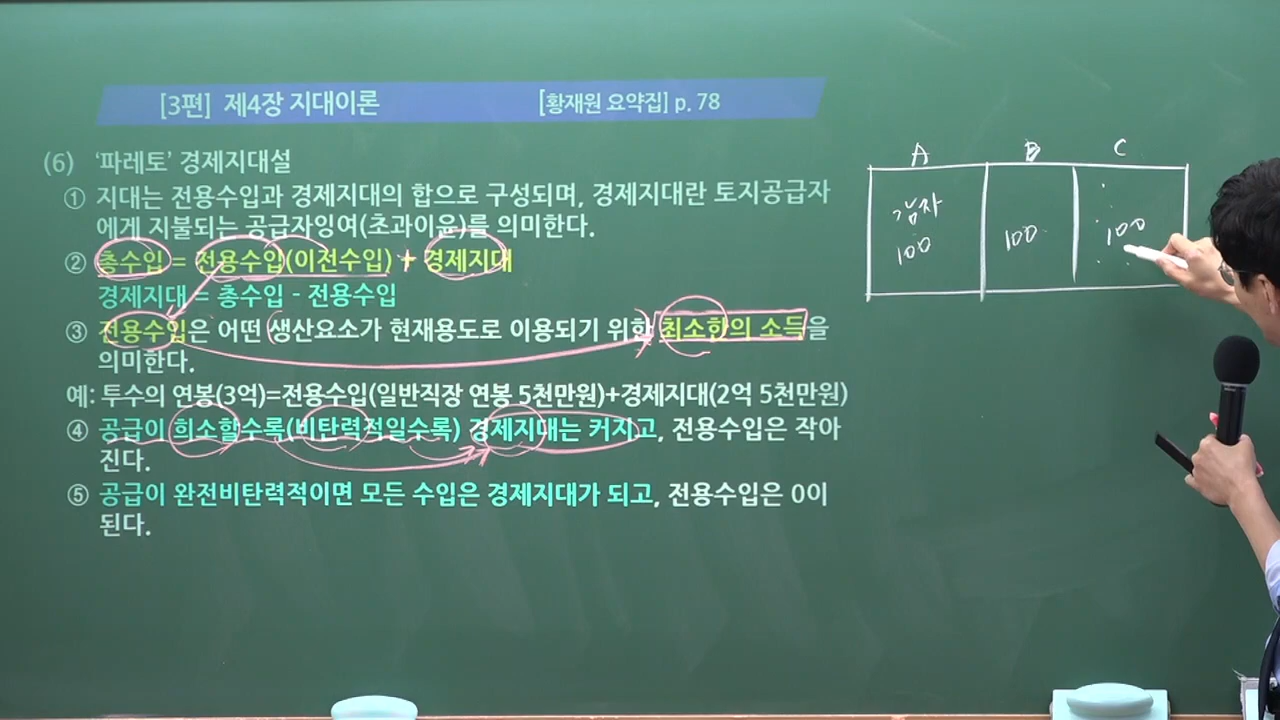 [3편] 제4장 지대이론 [황재원 요약집] p. 78
(6) ‘파레토’ 경제지대설
① 지대는 전용수입과 경제지대의 합으로 구성되며, 경제지대란 토지공급자
에게 지불되는 공급자잉여(초과이윤)를 의미한다.
② 총수입 = 전용수입(이전수입) + 경제지대
경제지대 = 총수입 - 전용수입
③ 전용수입은 어떤 생산요소가 현재용도로 이용되기 위한 최소한의 소득을
의미한다.
예: 투수의 연봉(3억)=전용수입(일반직장 연봉 5천만원)+경제지대(2억 5천만원)
④ 공급이 희소할수록(비탄력적일수록) 경제지대는 커지고, 전용수입은 작아
진다.
⑤ 공급이 완전비탄력적이면 모든 수입은 경제지대가 되고, 전용수입은 0이
된다.
A B C
감자
100 100 100